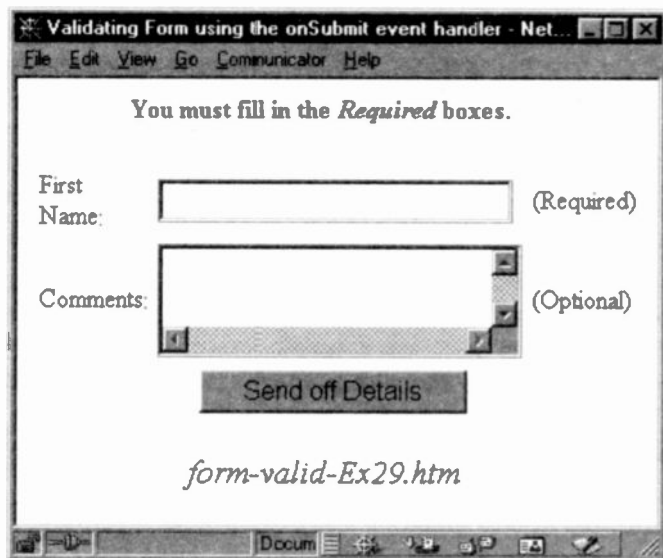 Validating Form using the onSubmit event handler - Net...
File Edit View Go Communicator Help
You must fill in the Required boxes.
First
Name:
(Required)
Comments:
(Optional)
Send off Details
form-valid-Ex29.htm
Docum